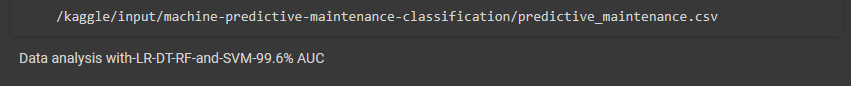 /kaggle/input/machine-predictive-maintenance-classification/predictive_maintenance.csv
Data analysis with-LR-DT-RF-and-SVM-99.6% AUC